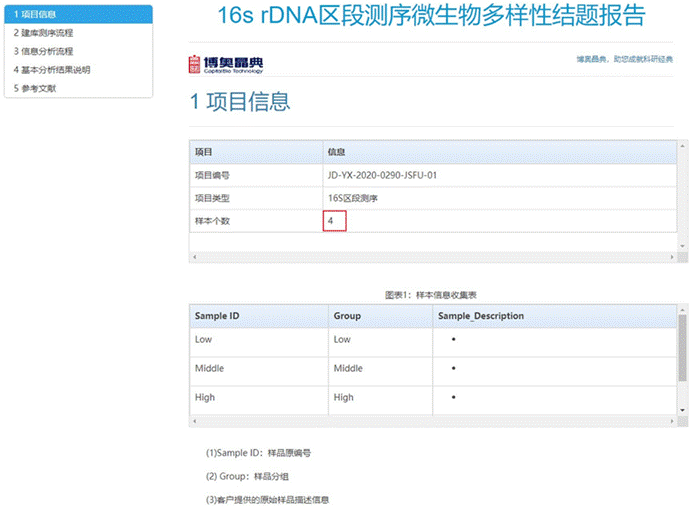 1 项目信息
2 建库测序流程
3 信息分析流程
4 基本分析结果说明
5 参考文献
16s rDNA区段测序微生物多样性结题报告
博奥晶典
CapitalBio Technology
博奥晶典，助您成就科研经典
1 项目信息
项目 信息
项目编号 JD-YX-2020-0290-JSFU-01
项目类型 16S区段测序
样本个数 4
图表1：样本信息收集表
Sample ID Group Sample_Description
Low Low •
Middle Middle •
High High •
(1)Sample ID：样品原编号
(2) Group：样品分组
(3)客户提供的原始样品描述信息